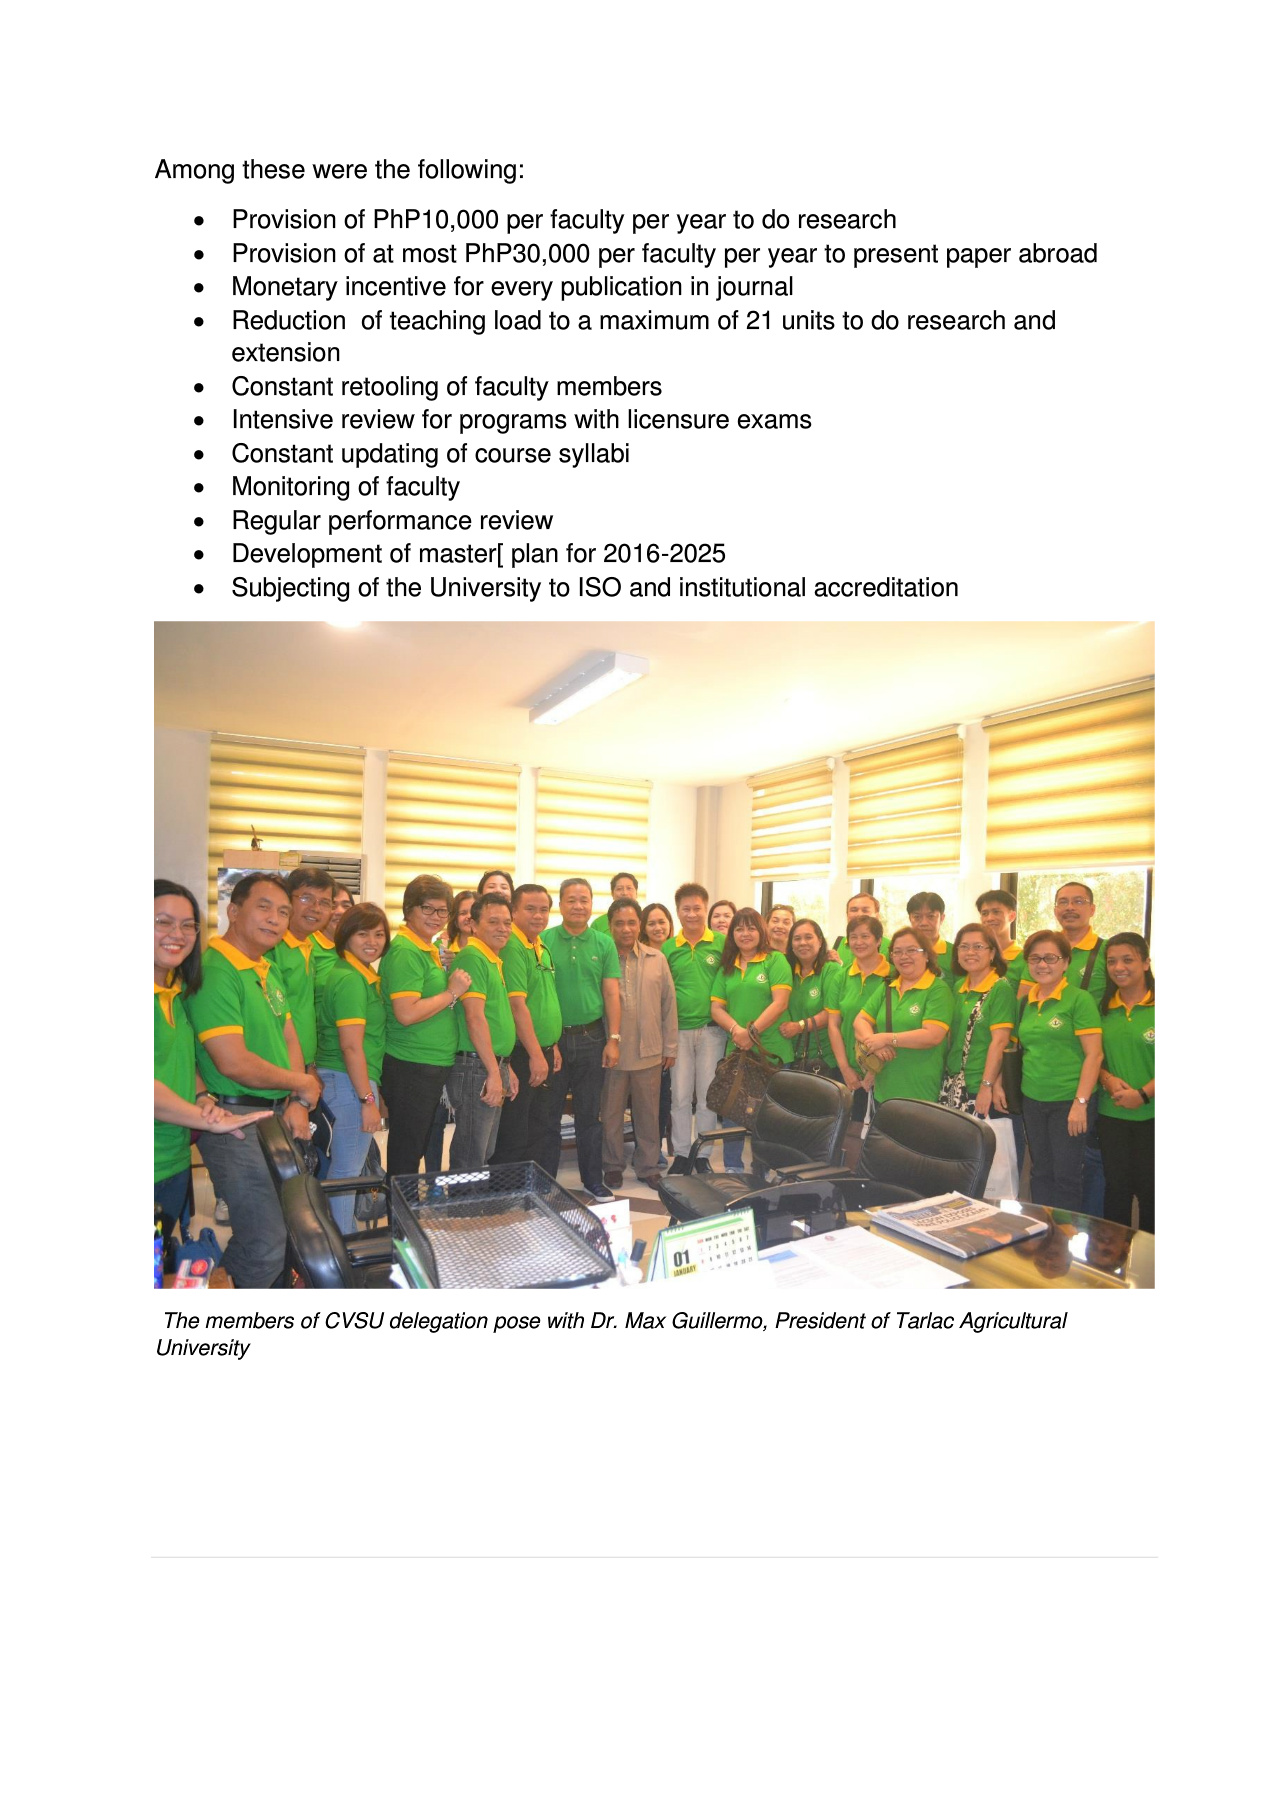 Among these were the following:
• Provision of PhP10,000 per faculty per year to do research
• Provision of at most PhP30,000 per faculty per year to present paper abroad
• Monetary incentive for every publication in journal
• Reduction  of teaching load to a maximum of 21 units to do research and
extension
• Constant retooling of faculty members
• Intensive review for programs with licensure exams
• Constant updating of course syllabi
• Monitoring of faculty
• Regular performance review
• Development of master[ plan for 2016-2025
• Subjecting of the University to ISO and institutional accreditation
01
JANUARY
The members of CVSU delegation pose with Dr. Max Guillermo, President of Tarlac Agricultural
University